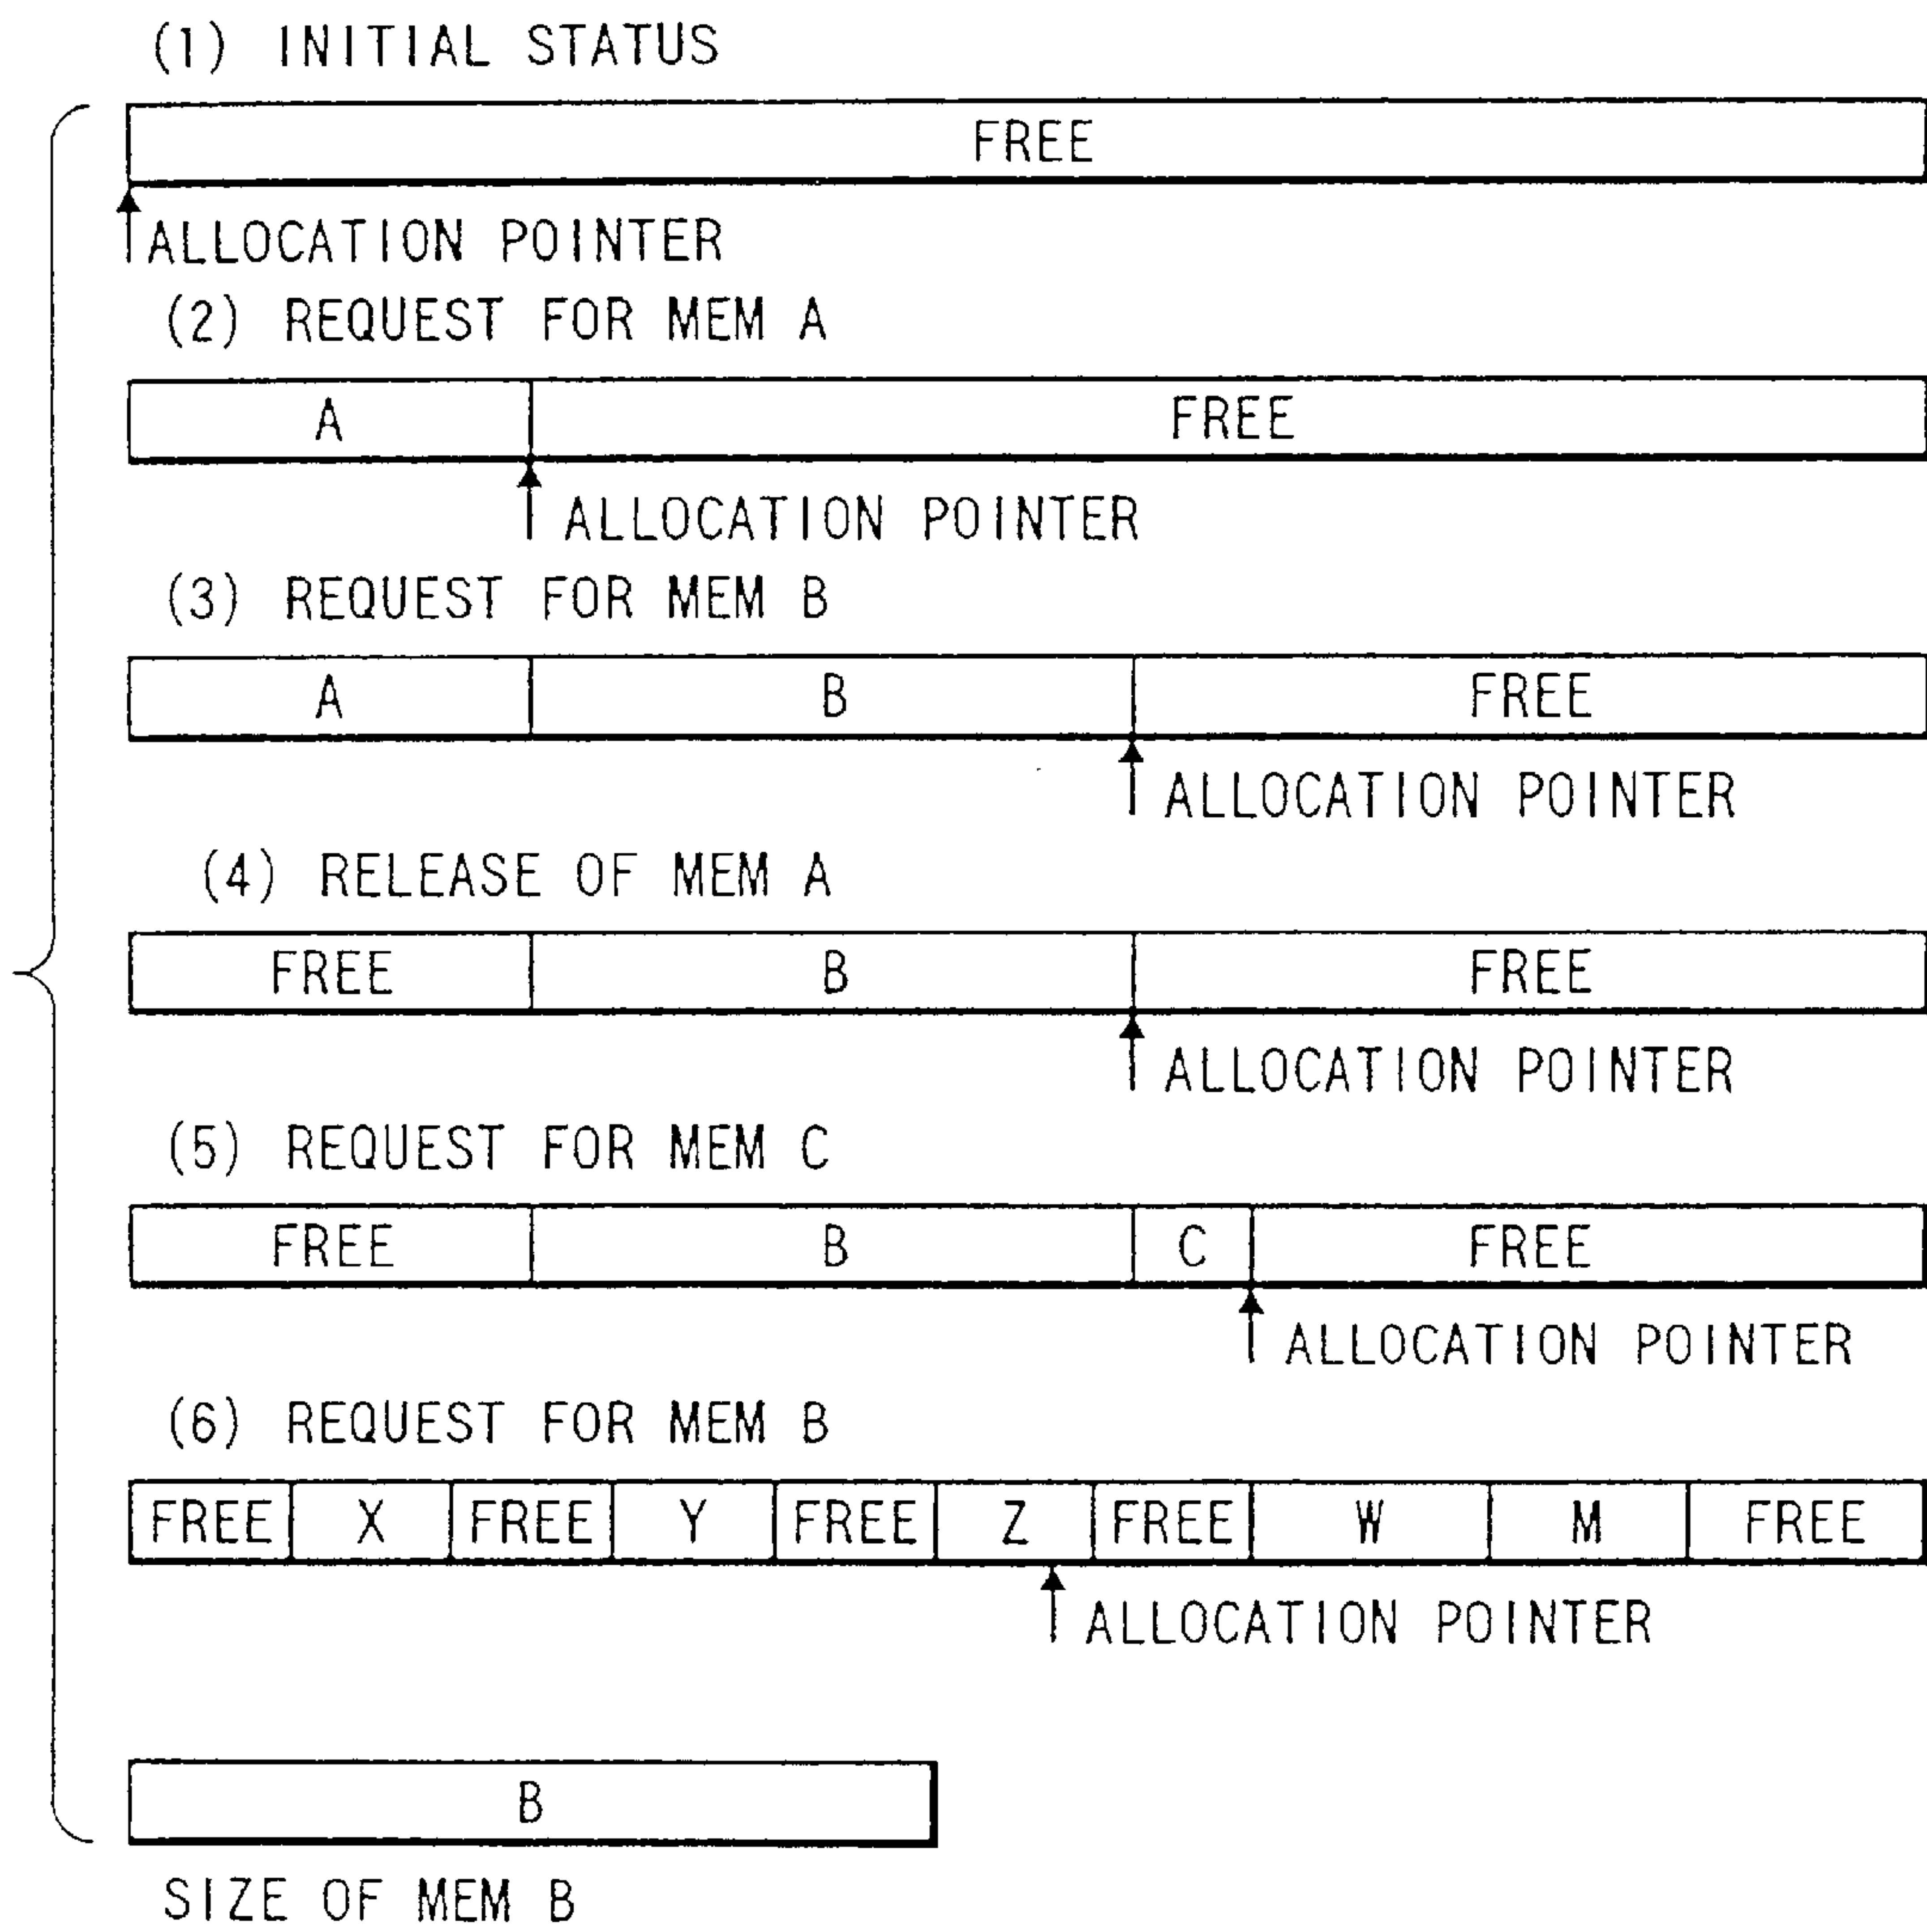 (1) INITIAL STATUS
FREE
ALLOCATION POINTER
(2) REQUEST FOR MEM A
A FREE
ALLOCATION POINTER
(3) REQUEST FOR MEM B
A B FREE
ALLOCATION POINTER
(4) RELEASE OF MEM A
FREE B FREE
ALLOCATION POINTER
(5) REQUEST FOR MEM C
FREE B C FREE
ALLOCATION POINTER
(6) REQUEST FOR MEM B
FREE X FREE Y FREE Z FREE W M FREE
ALLOCATION POINTER
B
SIZE OF MEM B